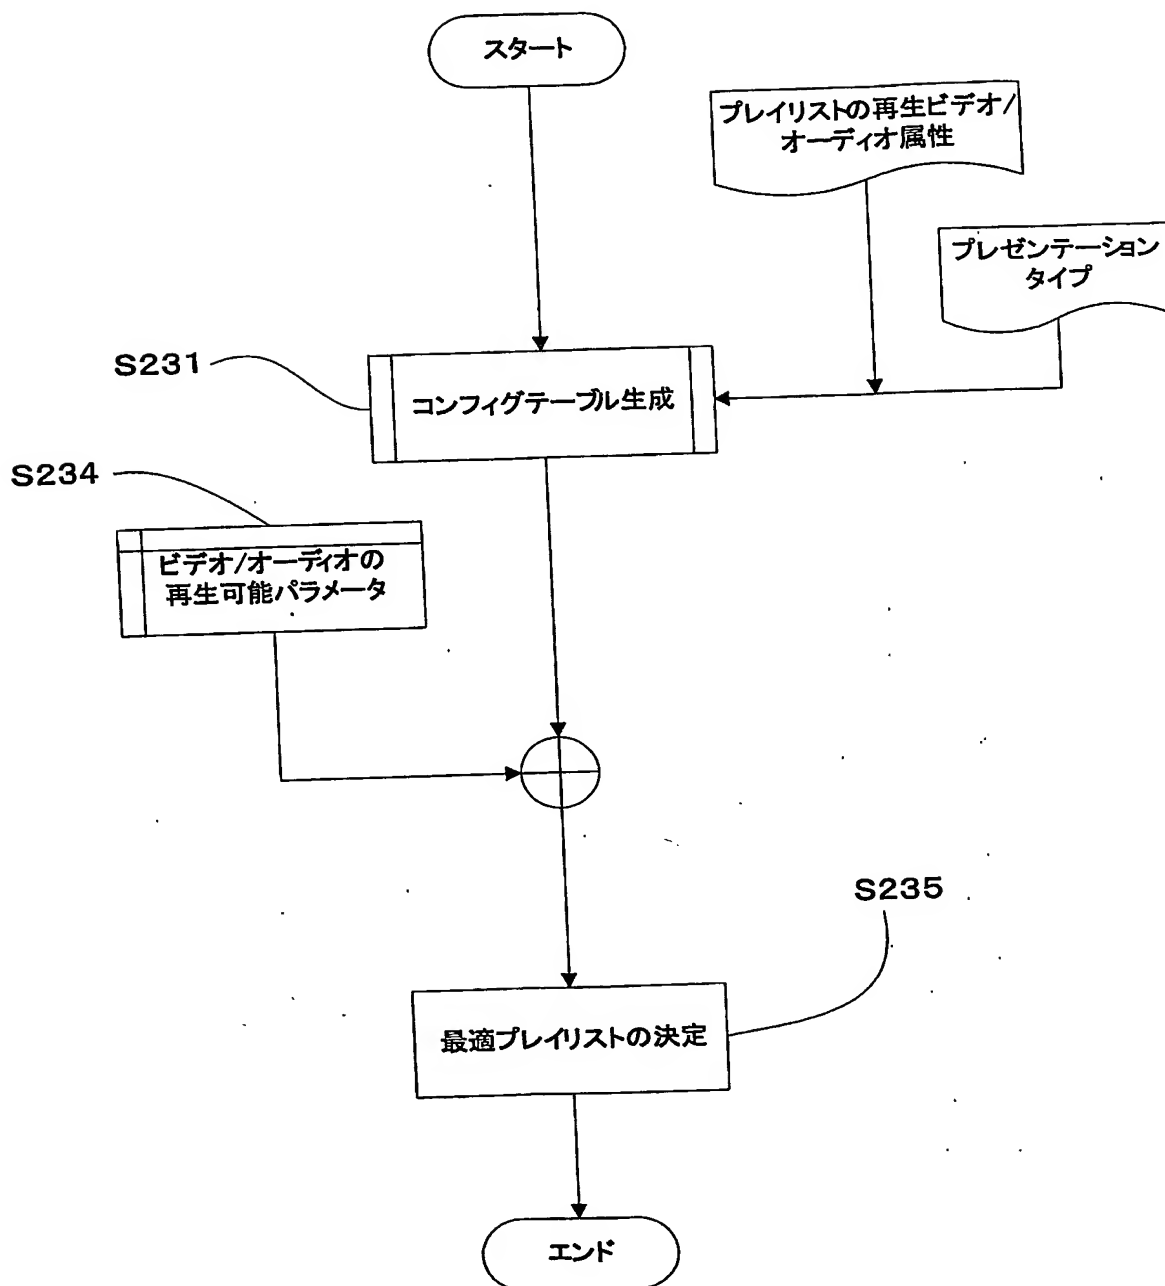 スタート
プレイリストの再生ビデオ/
オーディオ属性
プレゼンテーション
タイプ
S231
コンフィグテーブル生成
S234
ビデオ/オーディオの
再生可能パラメータ
S235
最適プレイリストの決定
エンド